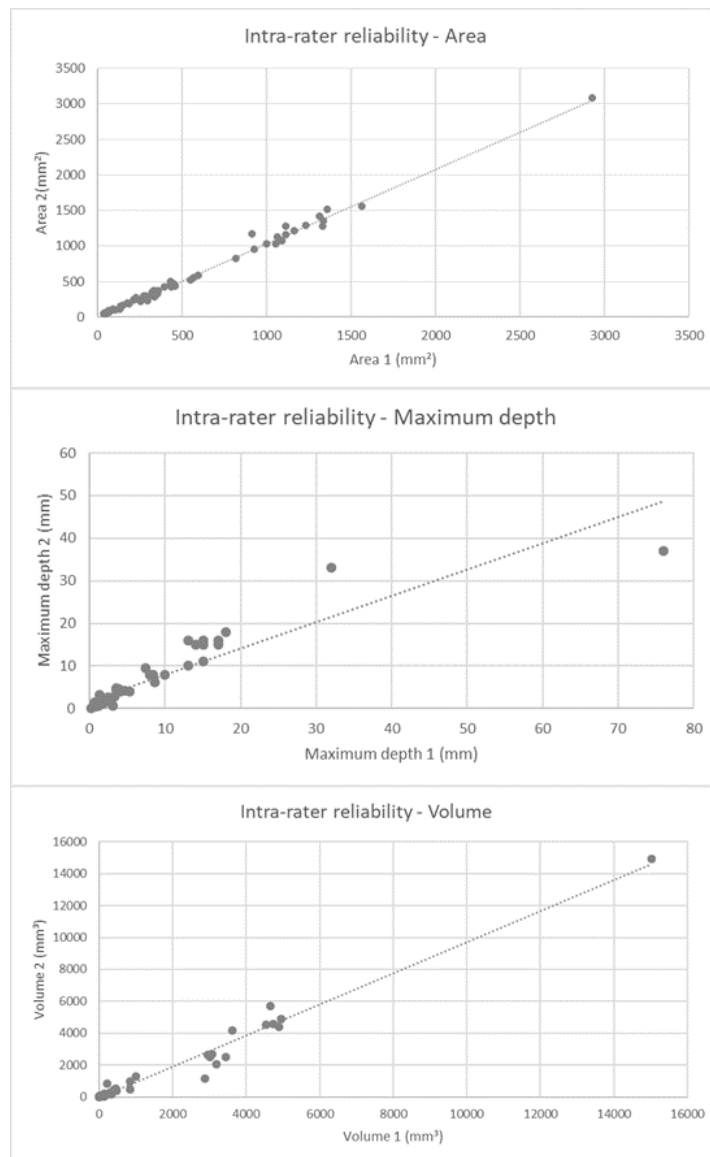 Intra-rater reliability - Area
3500
3000
2500
2000
1500
1000
500
0
Area 2 (mm²)
0 500 1000 1500 2000 2500 3000 3500
Area 1 (mm²)
Intra-rater reliability - Maximum depth
60
50
40
30
20
10
0
Maximum depth 2 (mm)
0 10 20 30 40 50 60 70 80
Maximum depth 1 (mm)
Intra-rater reliability - Volume
16000
14000
12000
10000
8000
6000
4000
2000
0
Volume 2 (mm³)
0 2000 4000 6000 8000 10000 12000 14000 16000
Volume 1 (mm³)